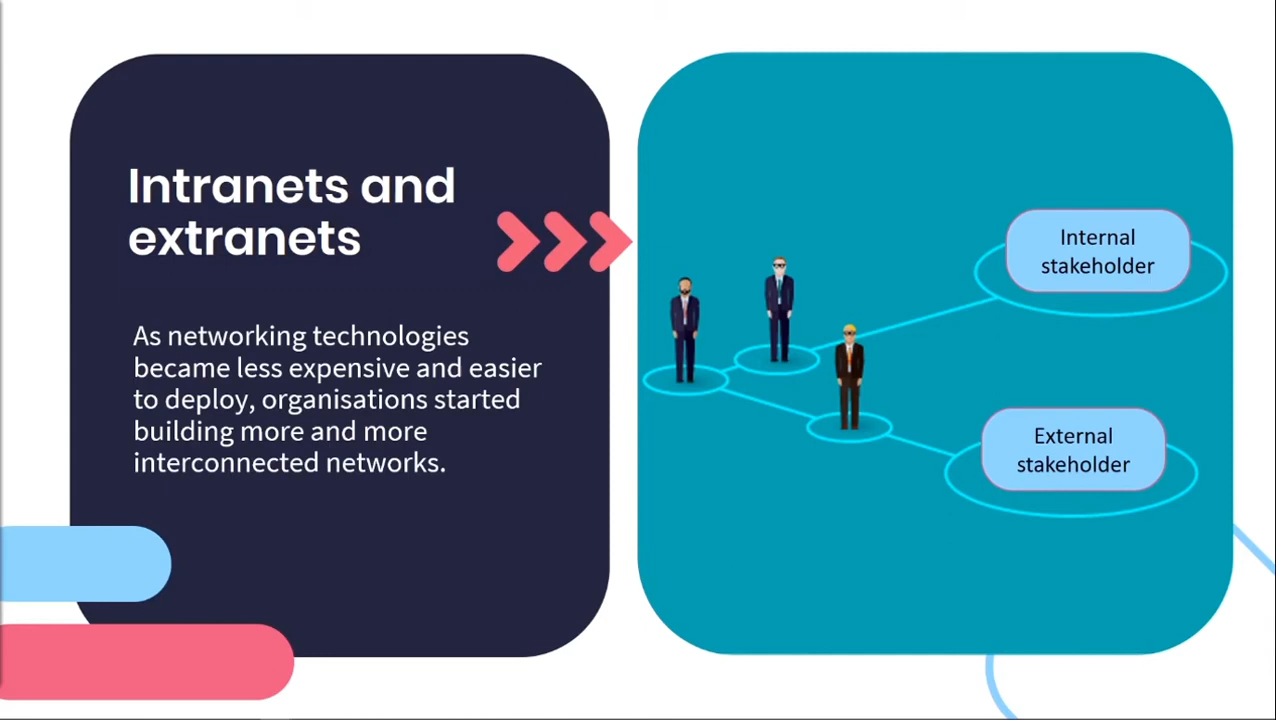 Intranets and
extranets
As networking technologies
became less expensive and easier
to deploy, organisations started
building more and more
interconnected networks.
Internal
stakeholder
External
stakeholder